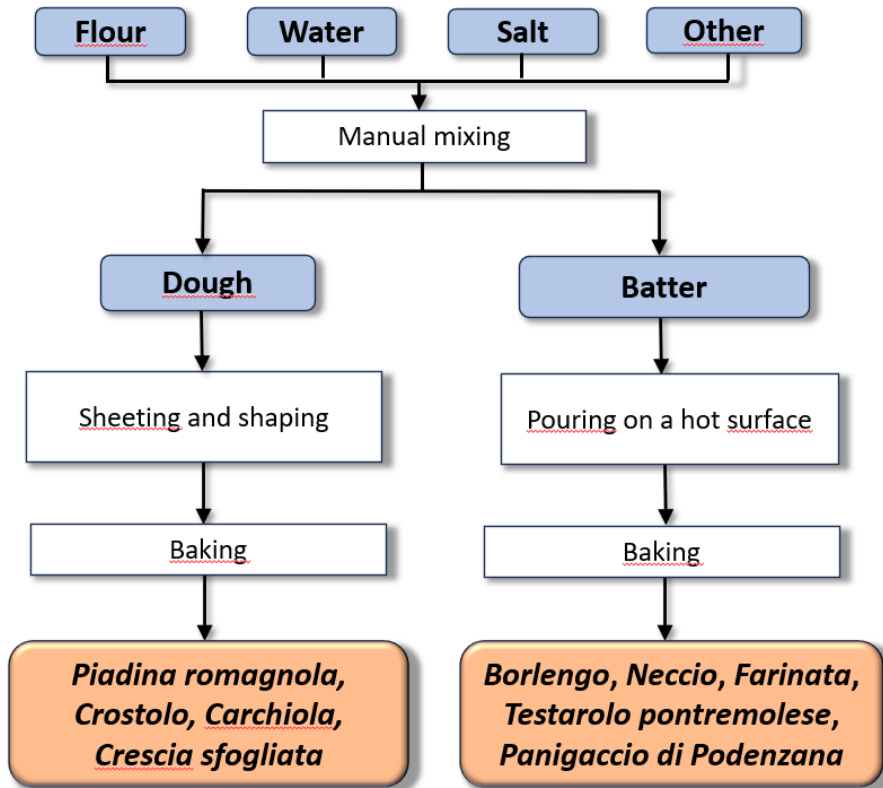 Flour
Water
Salt
Other
Manual mixing
Dough
Batter
Sheeting and shaping
Pouring on a hot surface
Baking
Baking
Piadina romagnola,
Crostolo, Carchiola,
Crescia sfogliata
Borlengo, Neccio, Farinata,
Testarolo pontremolese,
Panigaccio di Podenzana